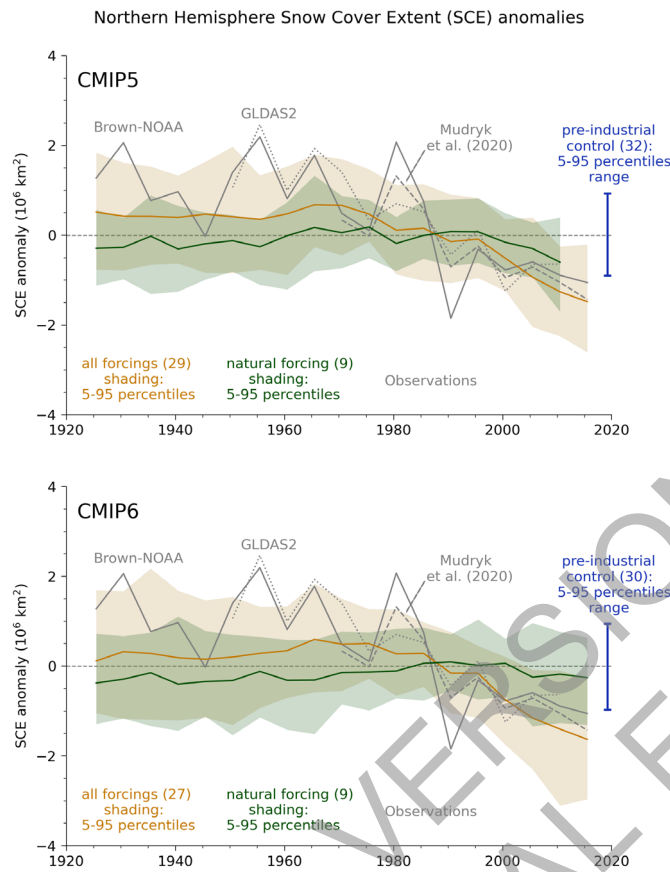 Northern Hemisphere Snow Cover Extent (SCE) anomalies
4
CMIP5
GLDAS2
Brown-NOAA
Mudryk
et al. (2020)
pre-industrial
control (32):
5-95 percentiles
range
2
0
−2
−4
SCE anomaly (10⁶ km²)
all forcings (29)
shading:
5-95 percentiles
natural forcing (9)
shading:
5-95 percentiles
Observations
1920 1940 1960 1980 2000 2020
4
CMIP6
GLDAS2
Brown-NOAA
Mudryk
et al. (2020)
pre-industrial
control (30):
5-95 percentiles
range
2
0
−2
−4
SCE anomaly (10⁶ km²)
all forcings (27)
shading:
5-95 percentiles
natural forcing (9)
shading:
5-95 percentiles
Observations
1920 1940 1960 1980 2000 2020
VERSION